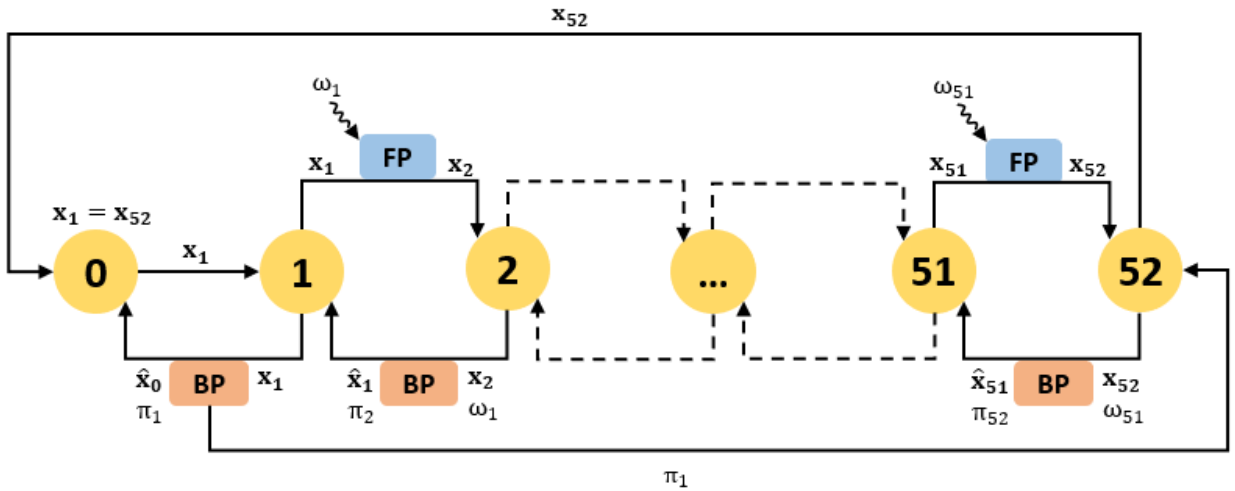 x₅₂
ω₁
ω₅₁
x₁ FP x₂
x₅₁ FP x₅₂
x₁ = x₅₂
0 x₁ 1 2 ... 51 52
x̂₀ BP x₁
π₁
x̂₁ BP x₂
π₂ ω₁
x̂₅₁ BP x₅₂
π₅₂ ω₅₁
π₁